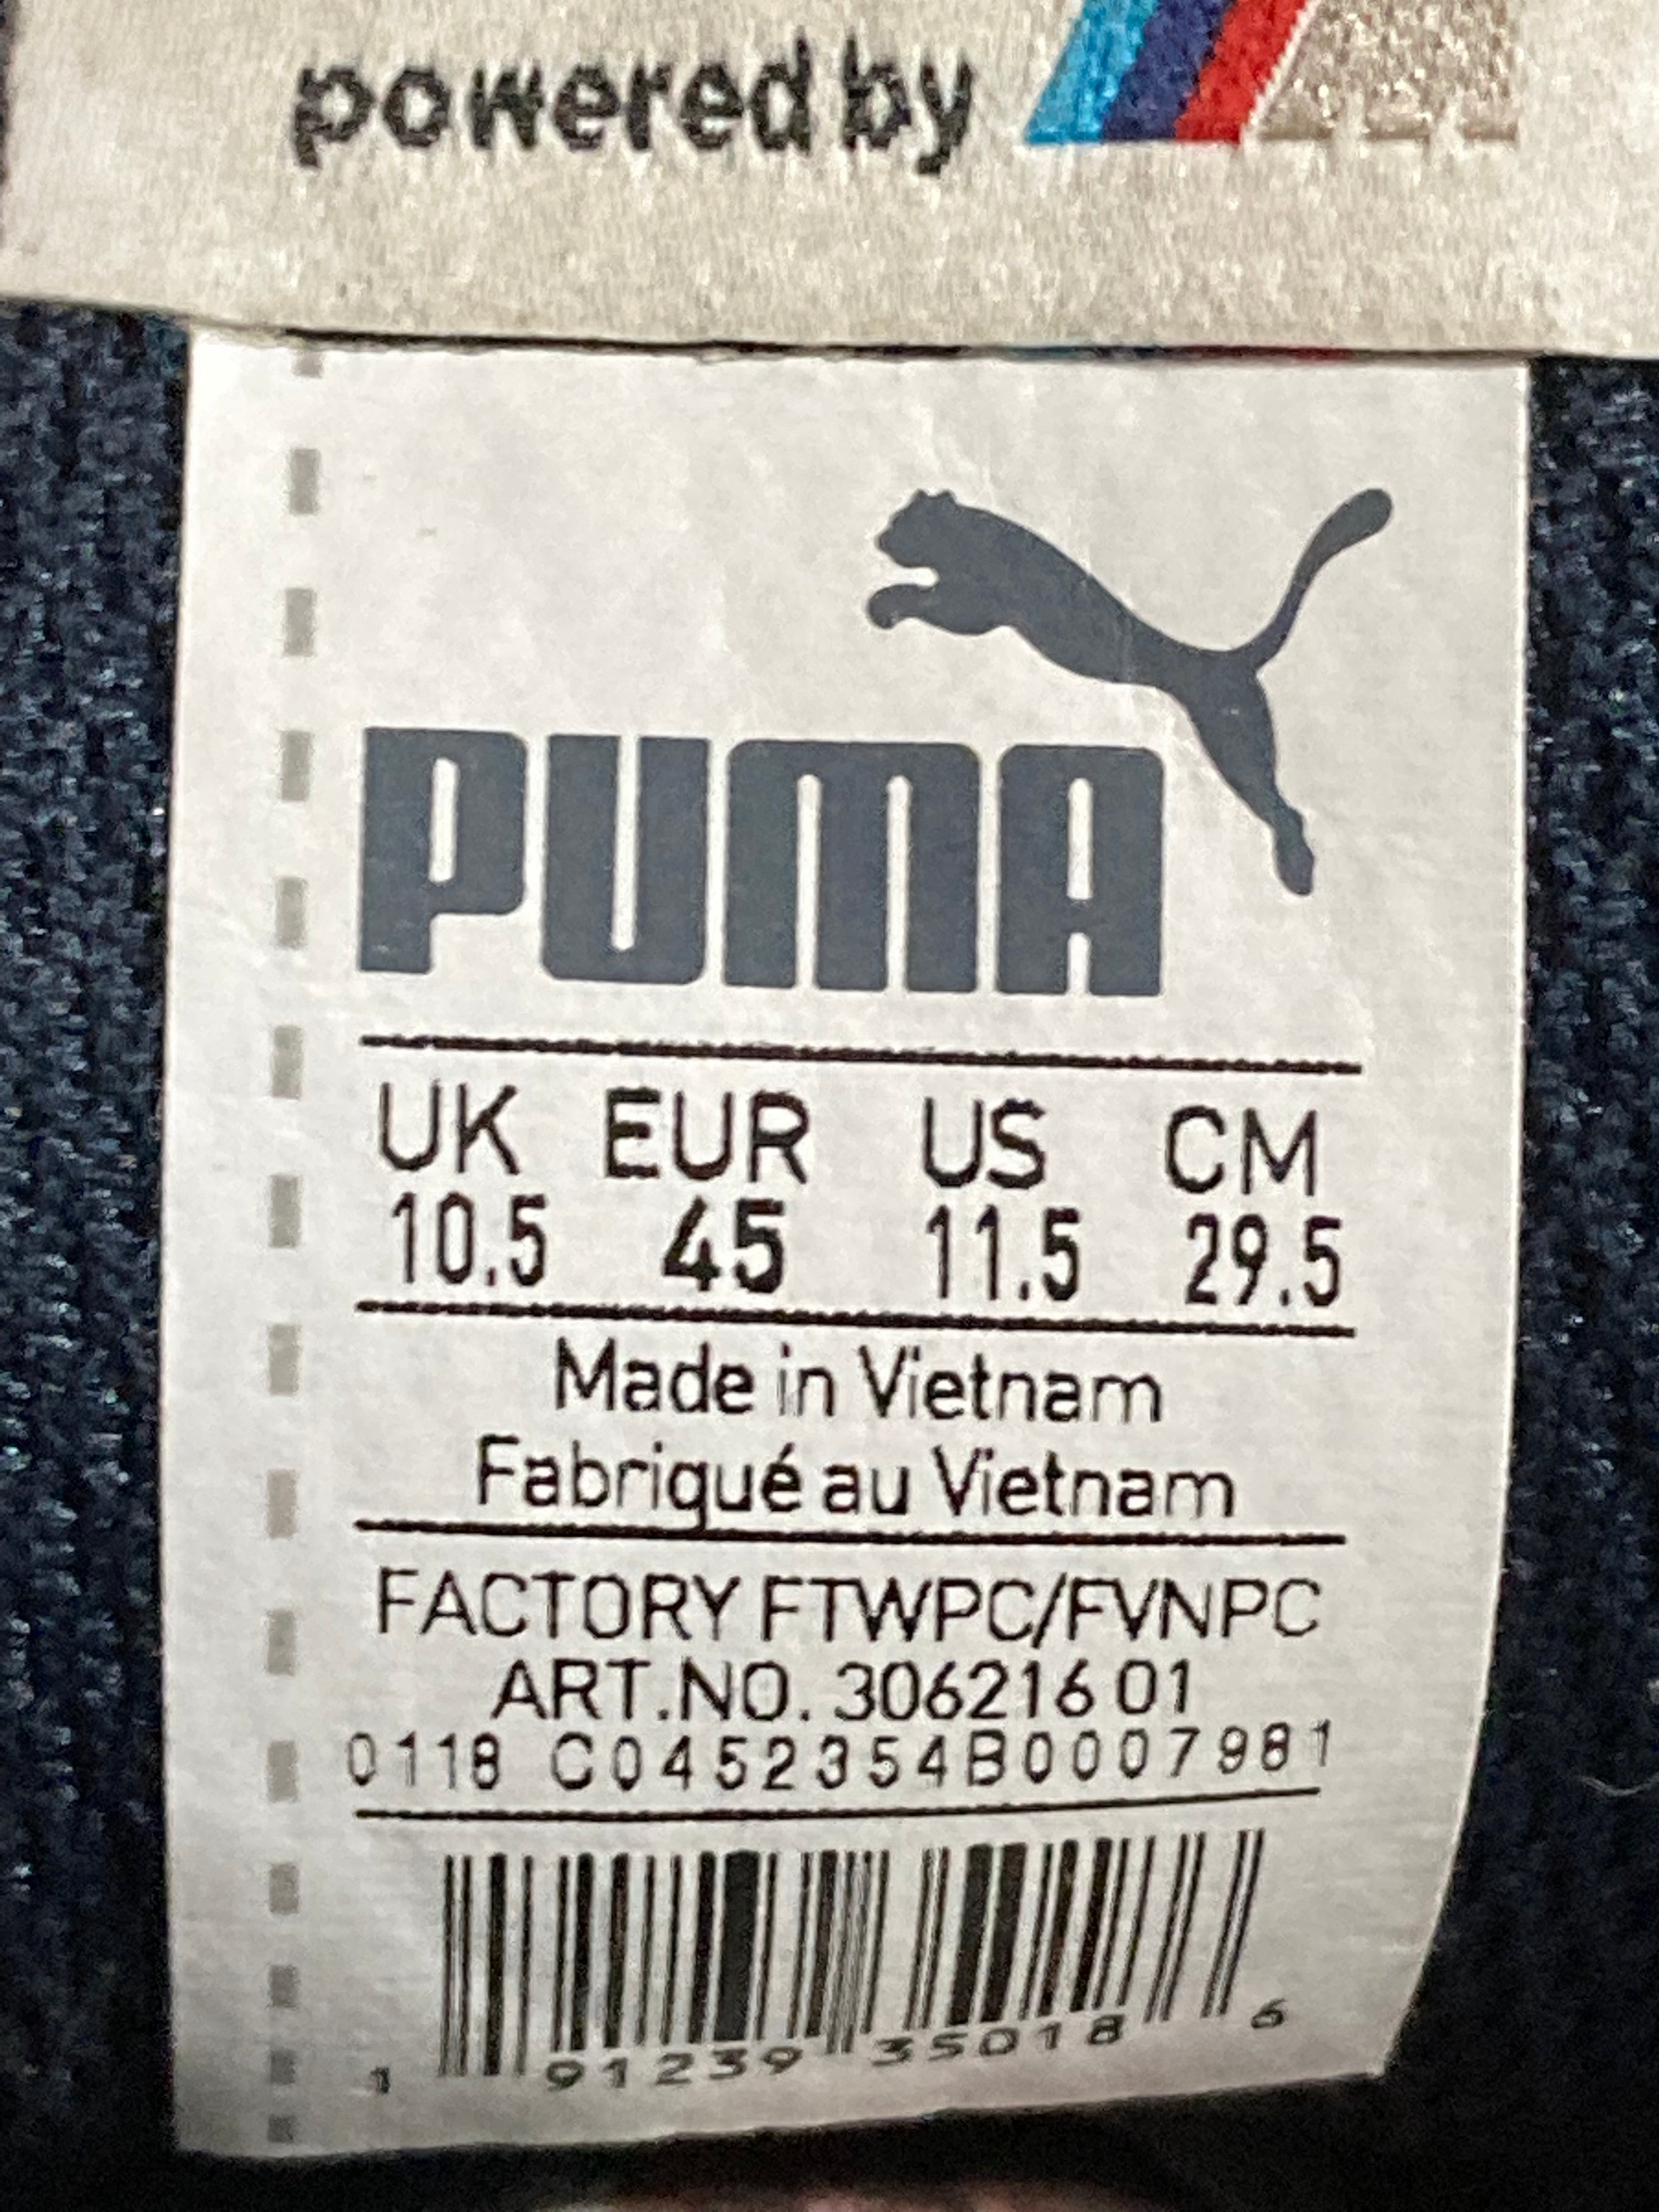 powered by
PUMA
UK EUR US CM
10.5 45 11.5 29.5
Made in Vietnam
Fabriqué au Vietnam
FACTORY FTWPC/FVNPC
ART.NO. 306216 01
0118 C0452354B0007981
1 91239 35018 6